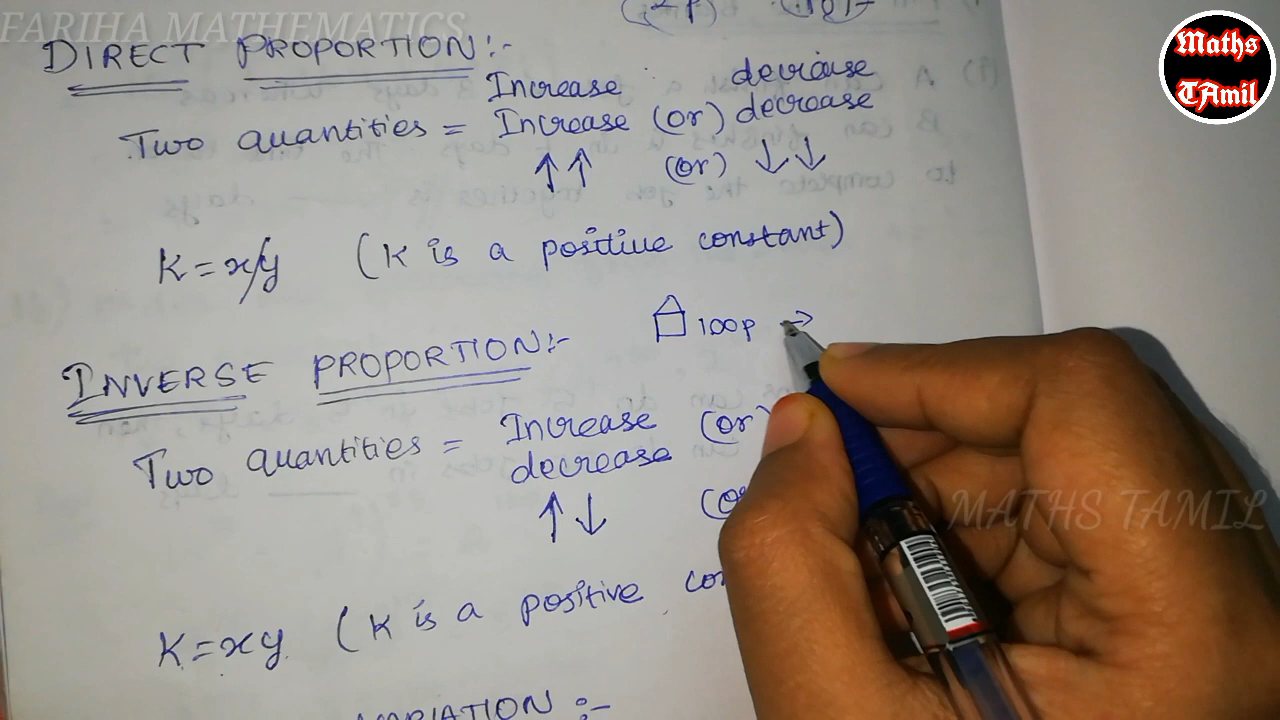 FARIHA MATHEMATICS
Maths
TAmil
DIRECT PROPORTION:-
Increase decrease
Two quantities = Increase (or) decrease
↑↑ (or) ↓↓
K = x/y (K is a positive constant)
100p →
INVERSE PROPORTION:-
Two quantities = Increase (or)
decrease
↑↓
MATHS TAMIL
K = xy (K is a positive
:-